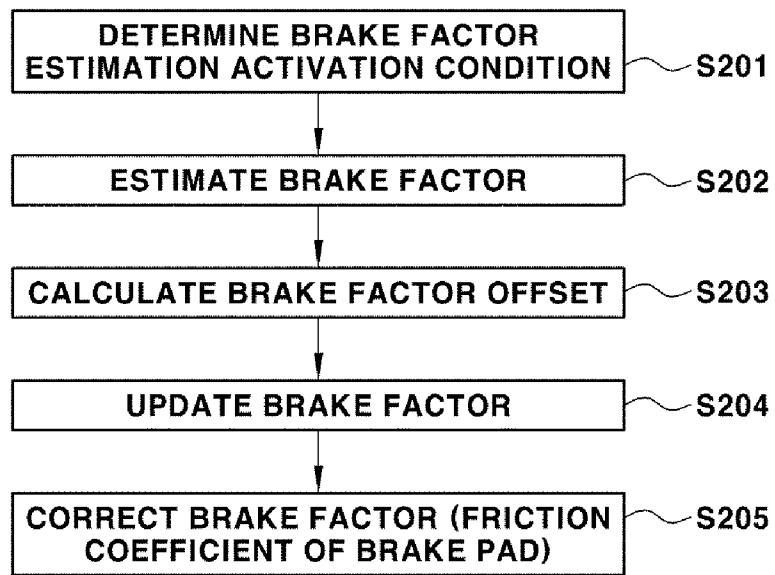 DETERMINE BRAKE FACTOR
ESTIMATION ACTIVATION CONDITION
S201
ESTIMATE BRAKE FACTOR
S202
CALCULATE BRAKE FACTOR OFFSET
S203
UPDATE BRAKE FACTOR
S204
CORRECT BRAKE FACTOR (FRICTION
COEFFICIENT OF BRAKE PAD)
S205